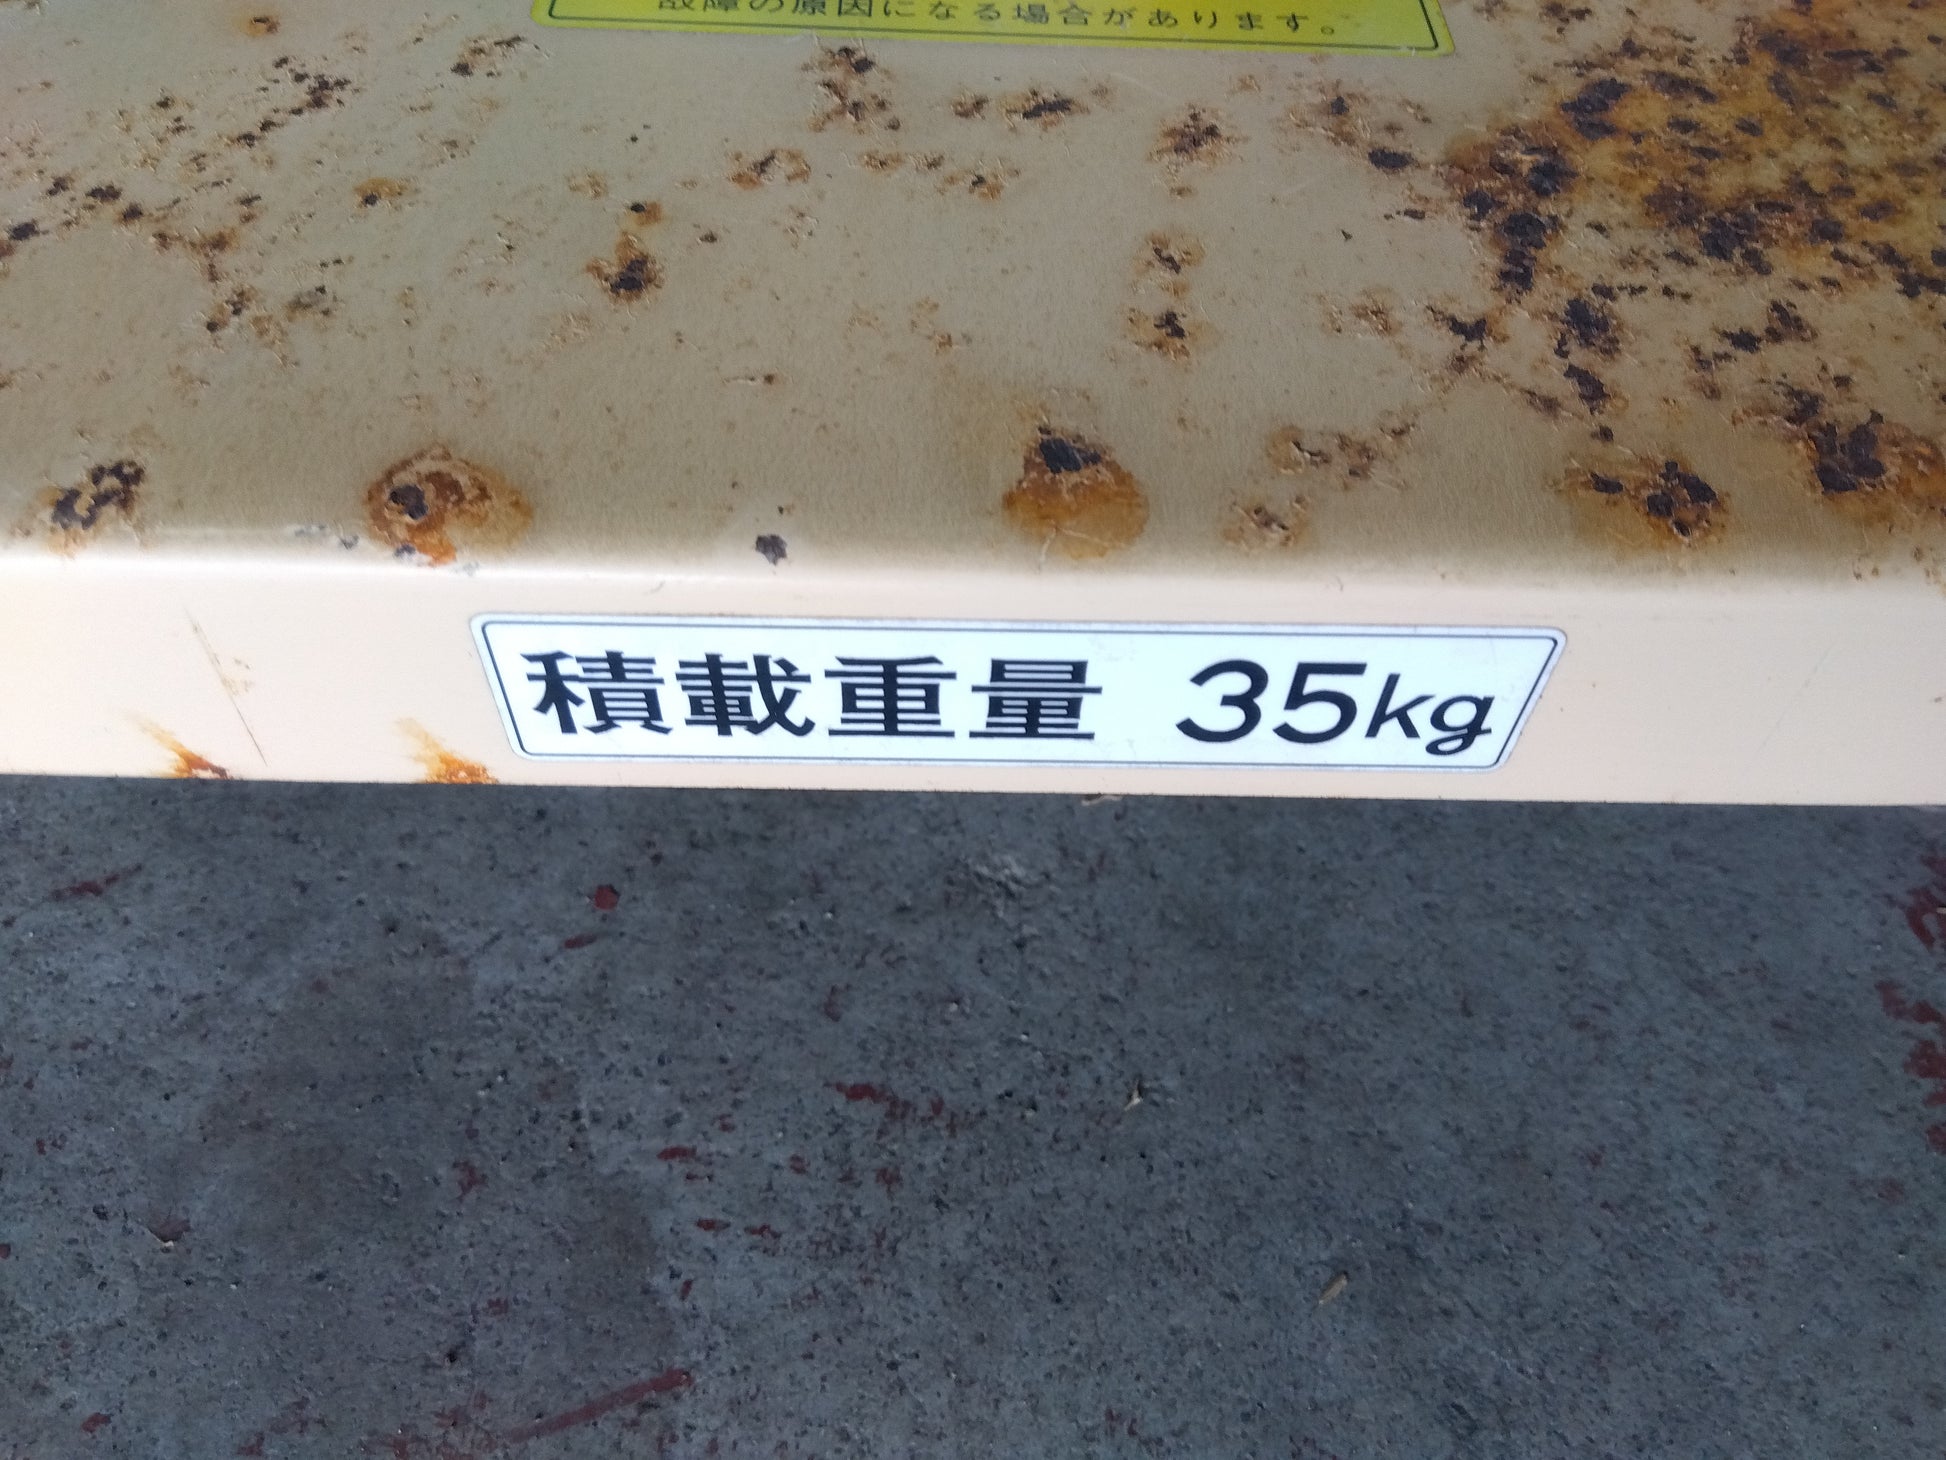 故障の原因になる場合があります。
積載重量 35kg